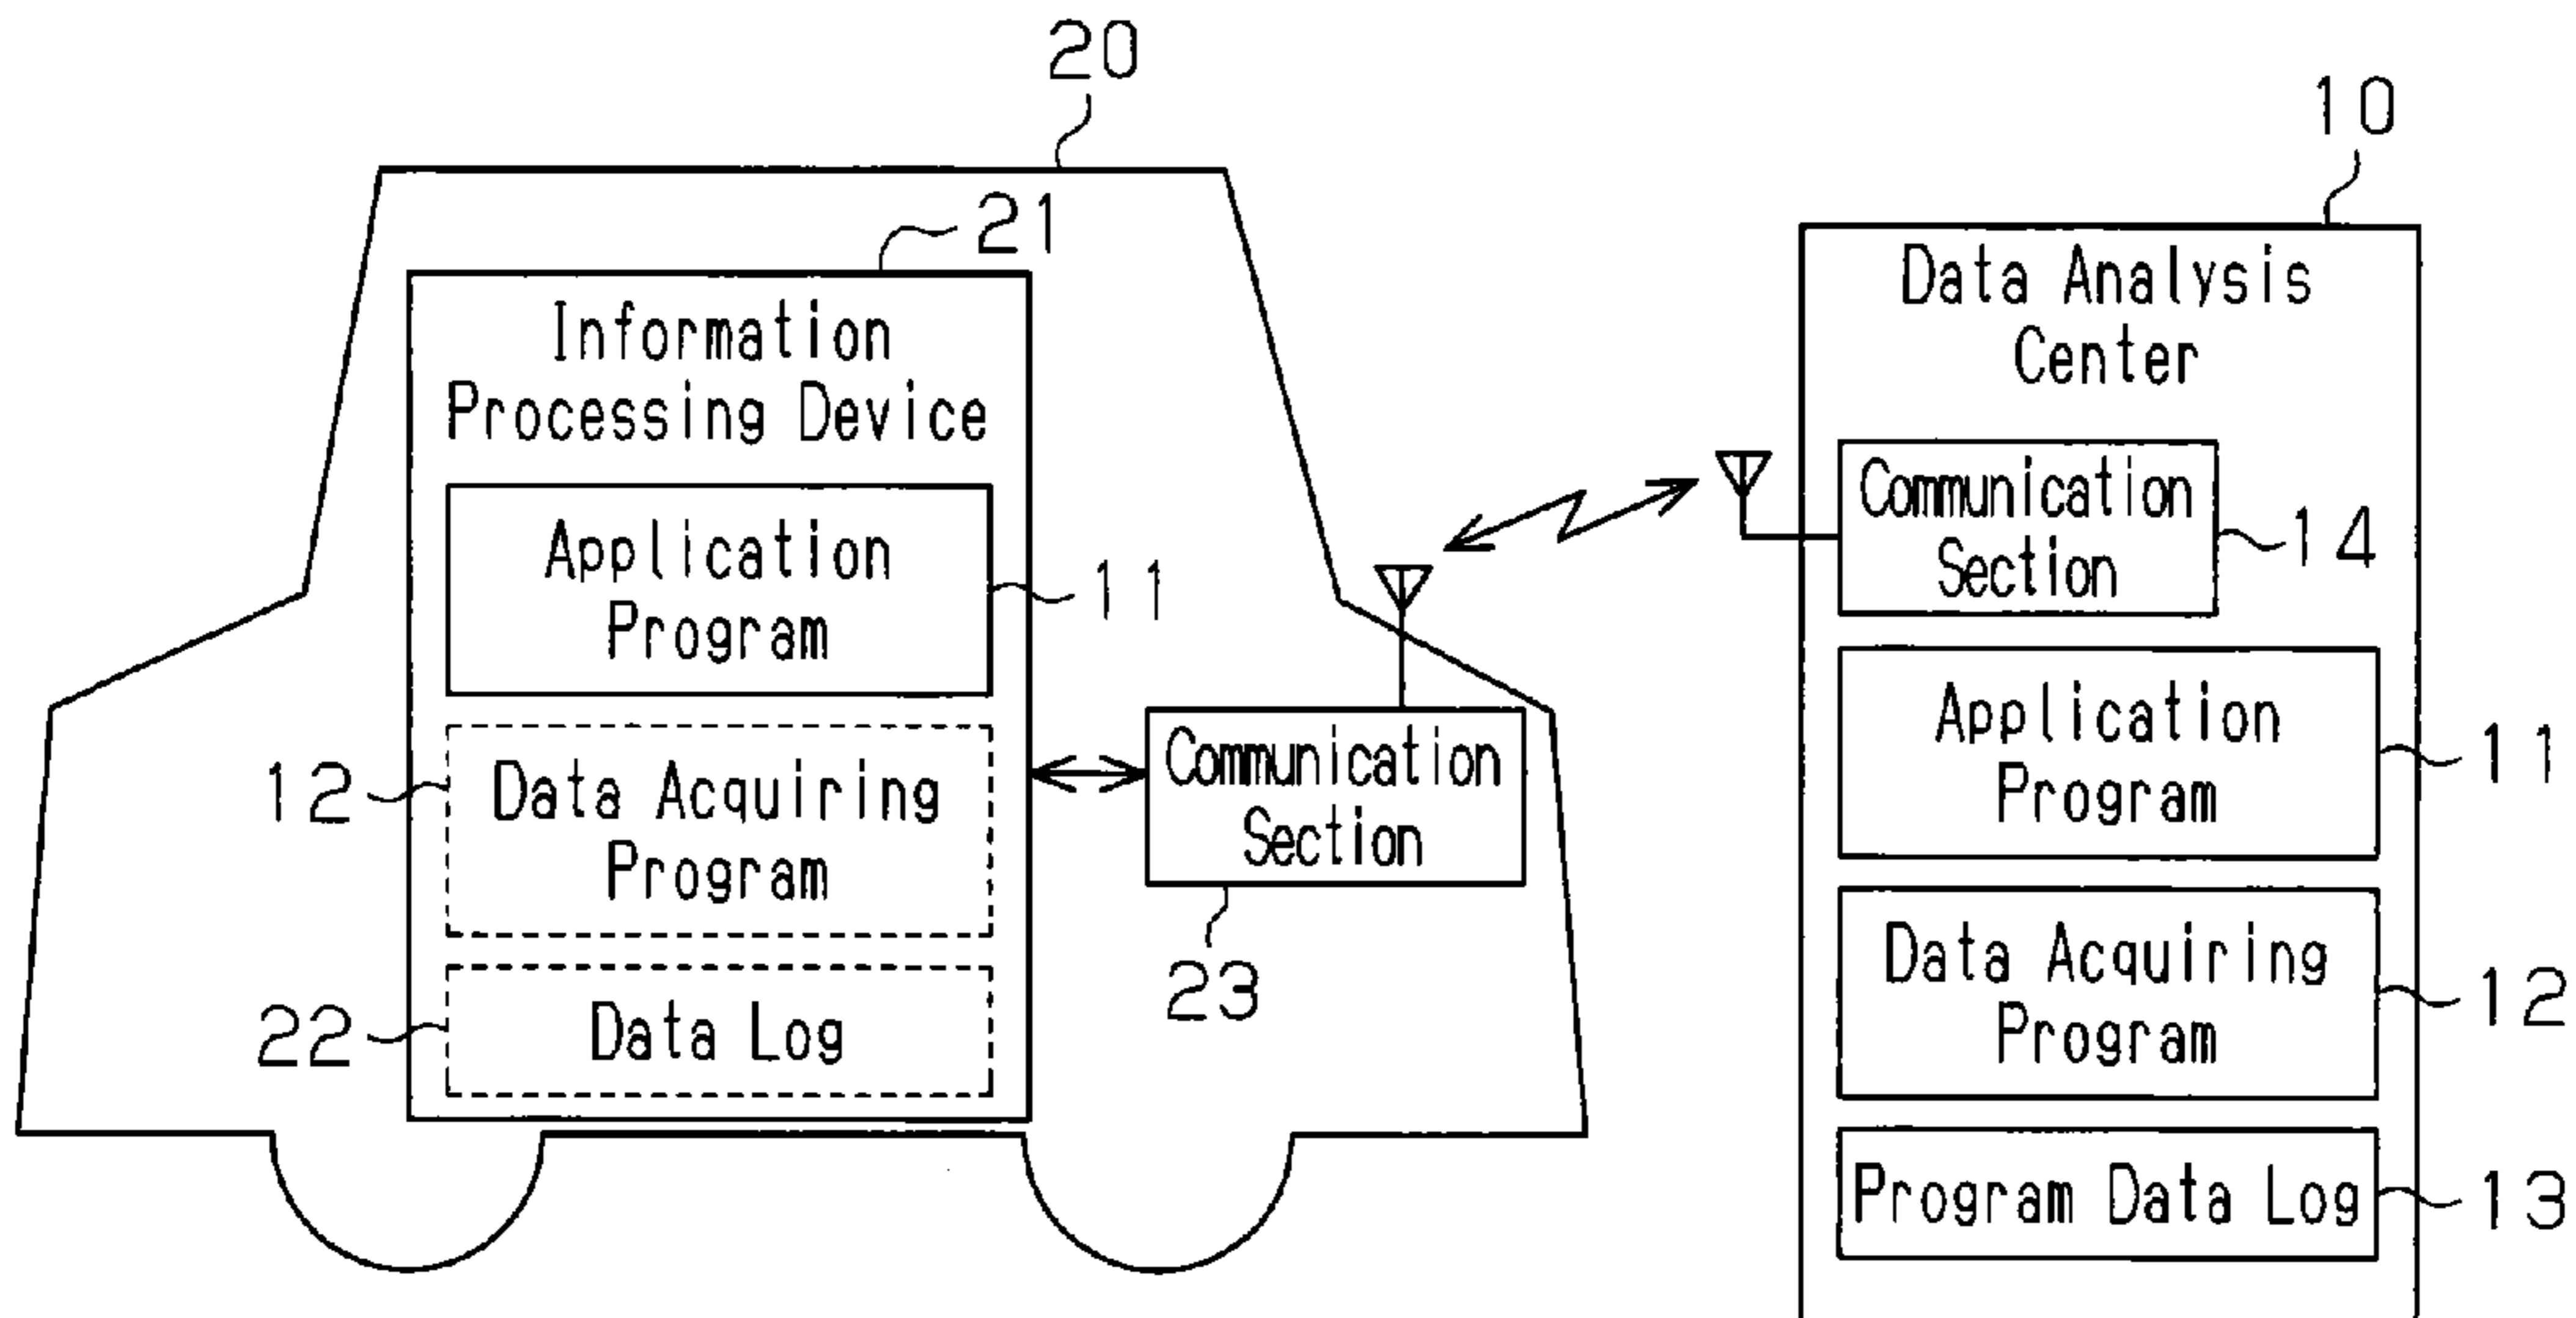 20
10
21
Information
Processing Device
Application
Program
11
12
Data Acquiring
Program
22
Data Log
Communication
Section
23
Data Analysis
Center
Communication
Section
14
Application
Program
11
Data Acquiring
Program
12
Program Data Log
13